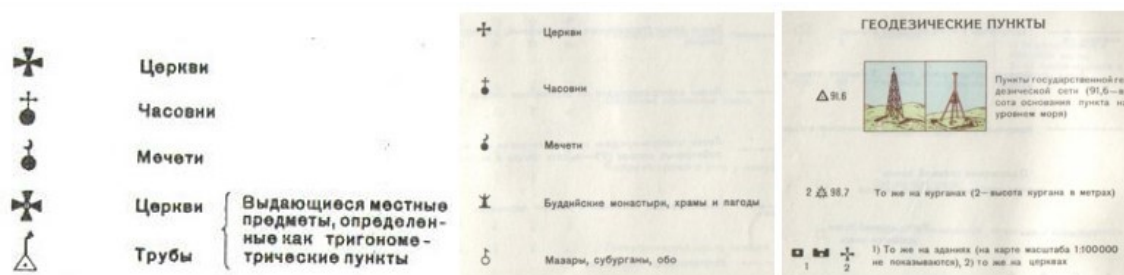 Церкви
Часовни
Мечети
Церкви
Трубы
Выдающиеся местные
предметы, определен-
ные как тригономе-
трические пункты
Церкви
Часовни
Мечети
Буддийские монастыри, храмы и пагоды
Мазары, субурганы, обо
ГЕОДЕЗИЧЕСКИЕ ПУНКТЫ
91.6
Пункты государственной ге
дезической сети (91,6—в
сота основания пункта на
уровнем моря)
2 98.7 То же на курганах (2—высота кургана в метрах)
1 2
1) То же на зданиях (на карте масштаба 1:100000
не показываются), 2) то же на церквах